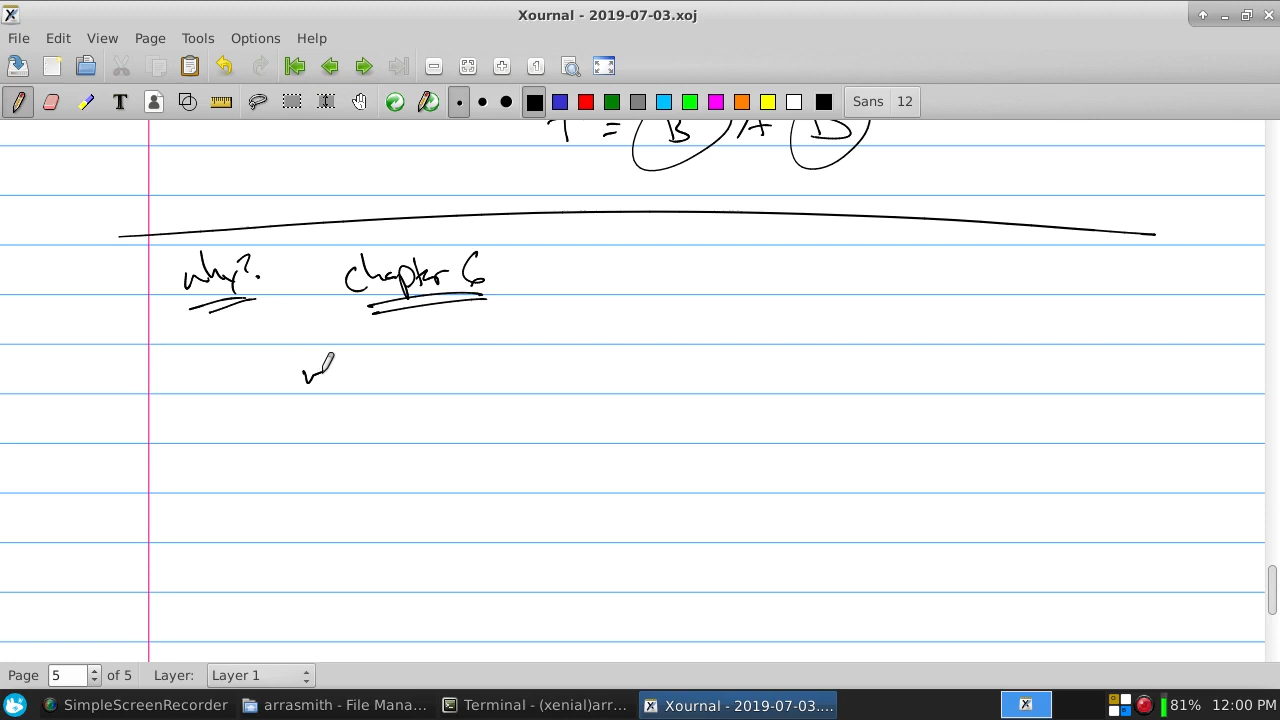 Xournal - 2019-07-03.xoj
File Edit View Page Tools Options Help
T Sans 12
T = B A D
why? chapter 6
Page 5 of 5 Layer: Layer 1
SimpleScreenRecorder arrasmith - File Mana... Terminal - (xenial)arr... Xournal - 2019-07-03.... 81% 12:00 PM